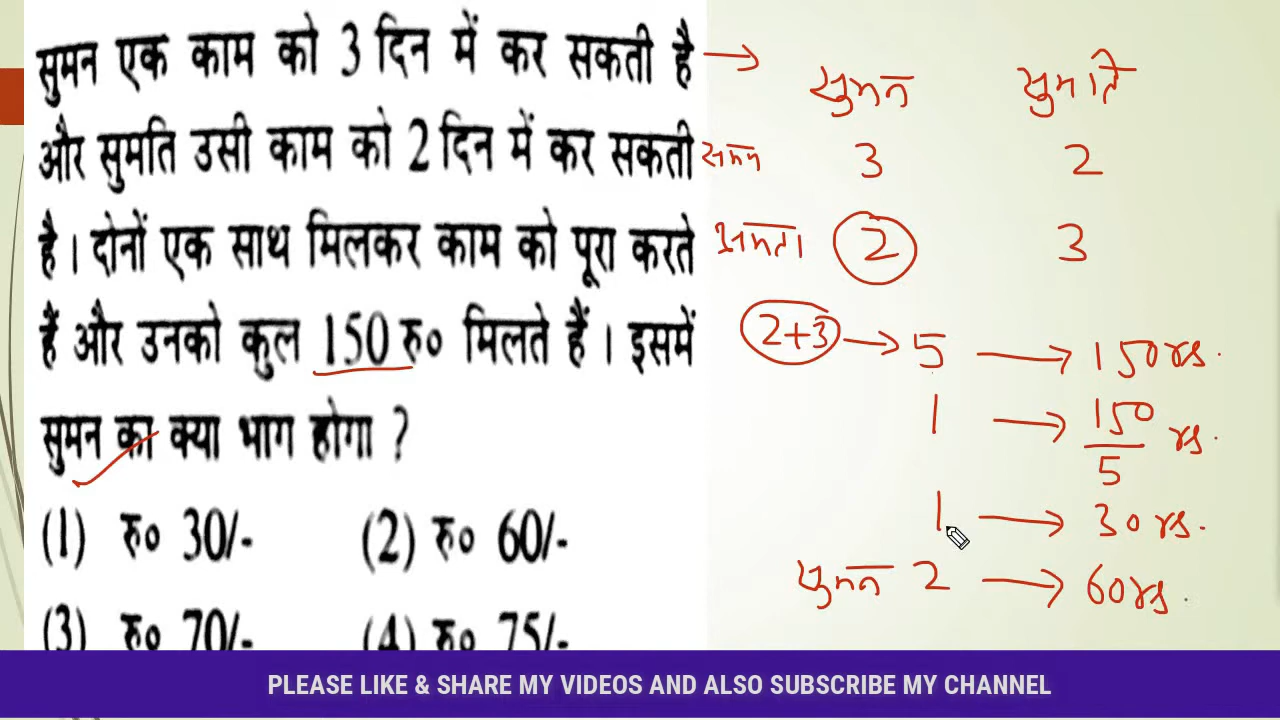 सुमन एक काम को 3 दिन में कर सकती है
और सुमति उसी काम को 2 दिन में कर सकती
है। दोनों एक साथ मिलकर काम को पूरा करते
हैं और उनको कुल 150 रु० मिलते हैं। इसमें
सुमन का क्या भाग होगा ?
(1) रु० 30/- (2) रु० 60/-
(3) रु० 70/- (4) रु० 75/-
सुमन सुमति
समय 3 2
क्षमता 2 3
2+3 → 5 → 150 rs.
1 → 150/5 rs.
1 → 30 rs.
सुमन 2 → 60 rs.
PLEASE LIKE & SHARE MY VIDEOS AND ALSO SUBSCRIBE MY CHANNEL